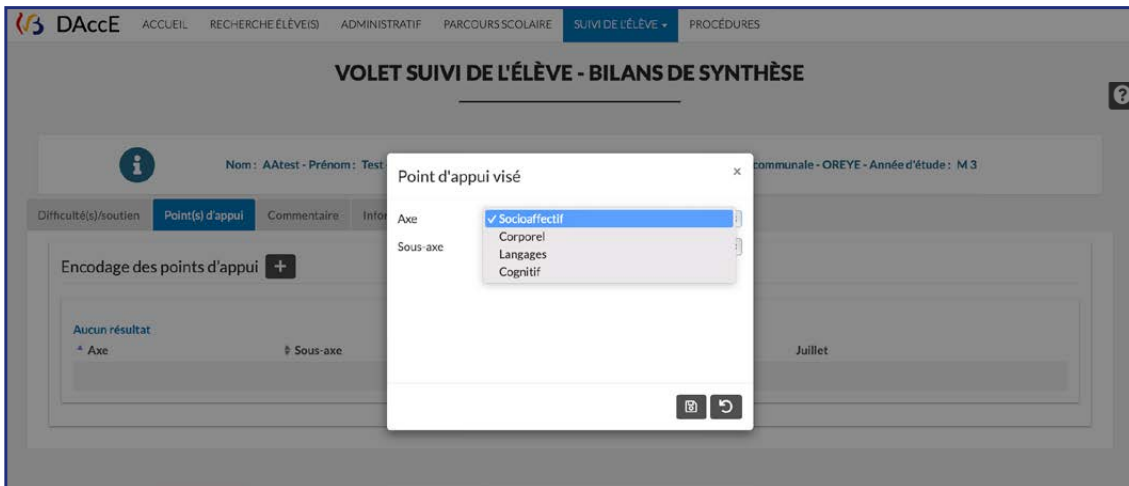 DAccE ACCUEIL RECHERCHE ÉLÈVE(S) ADMINISTRATIF PARCOURS SCOLAIRE SUIVI DE L'ÉLÈVE PROCÉDURES
VOLET SUIVI DE L'ÉLÈVE - BILANS DE SYNTHÈSE
Nom : AAtest - Prénom : Test communale - OREYE - Année d'étude : M 3
Difficulté(s)/soutien Point(s) d'appui Commentaire Infor
Encodage des points d'appui +
Aucun résultat
Axe Sous-axe Juillet
Point d'appui visé ×
Axe ✓ Socioaffectif
Corporel
Sous-axe
Langages
Cognitif